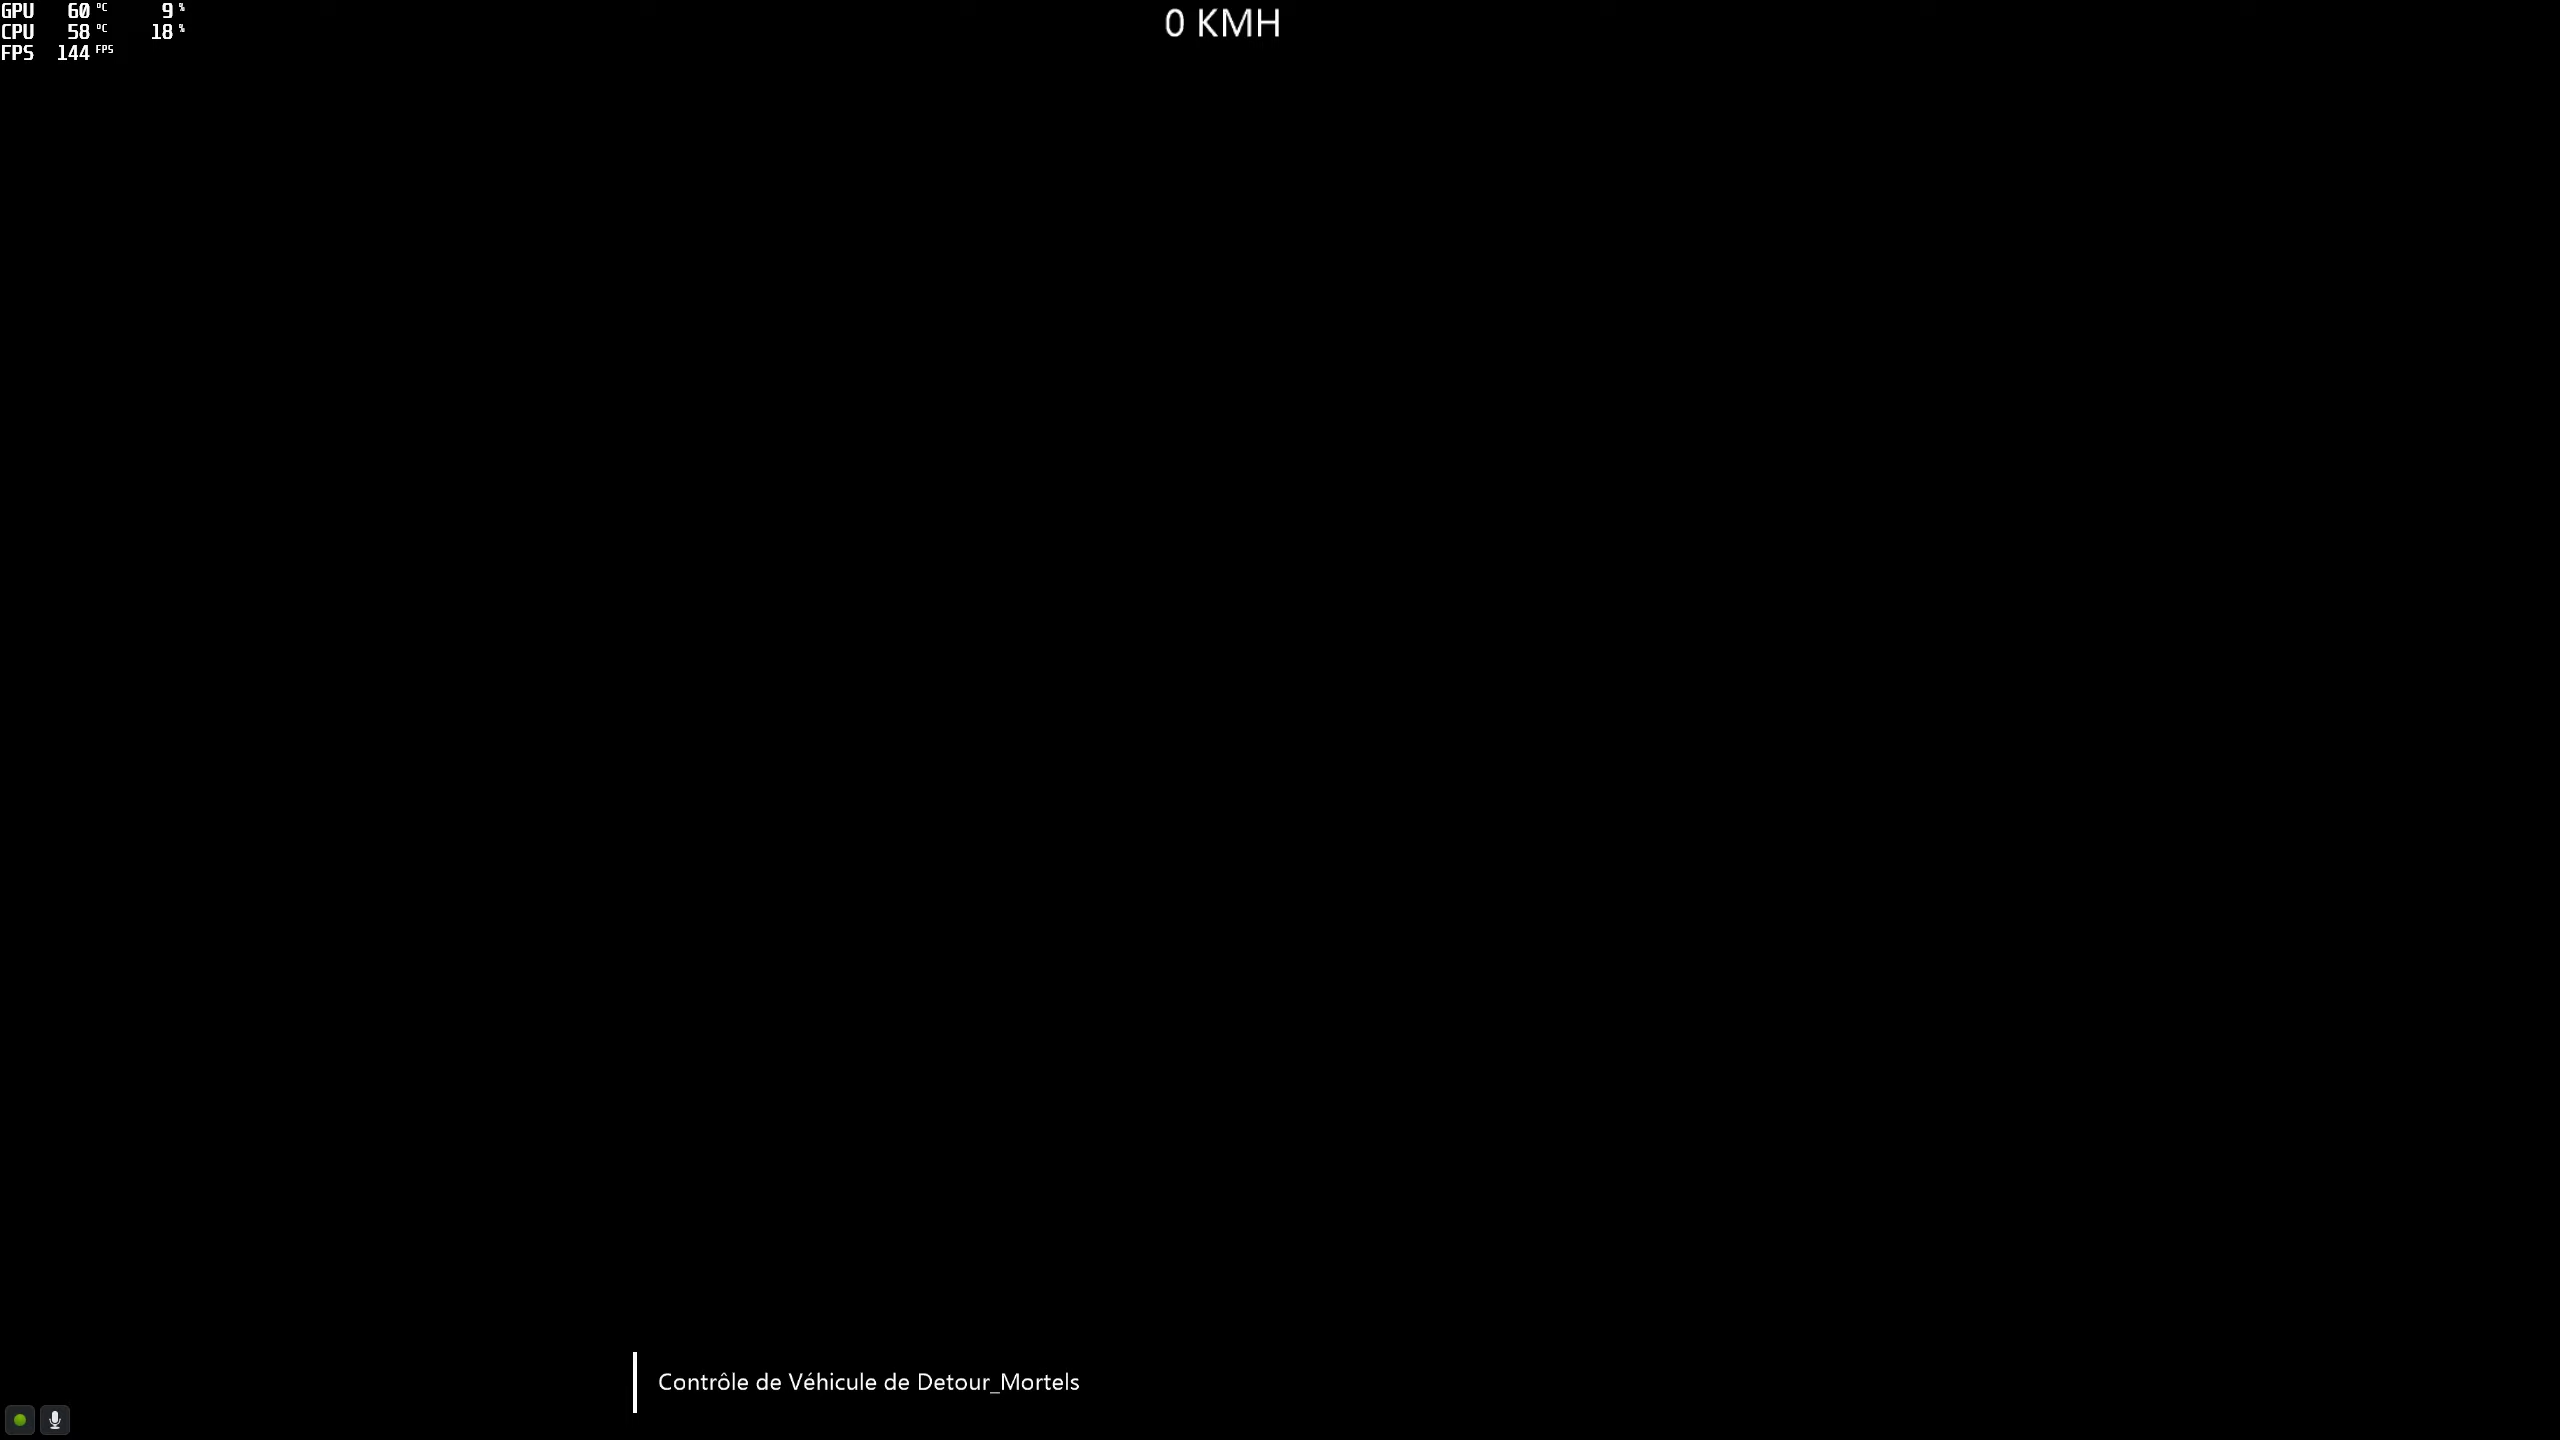 GPU 60 °C 9 %
CPU 58 °C 18 %
FPS 144 FPS
0 KMH
Contrôle de Véhicule de Detour_Mortels